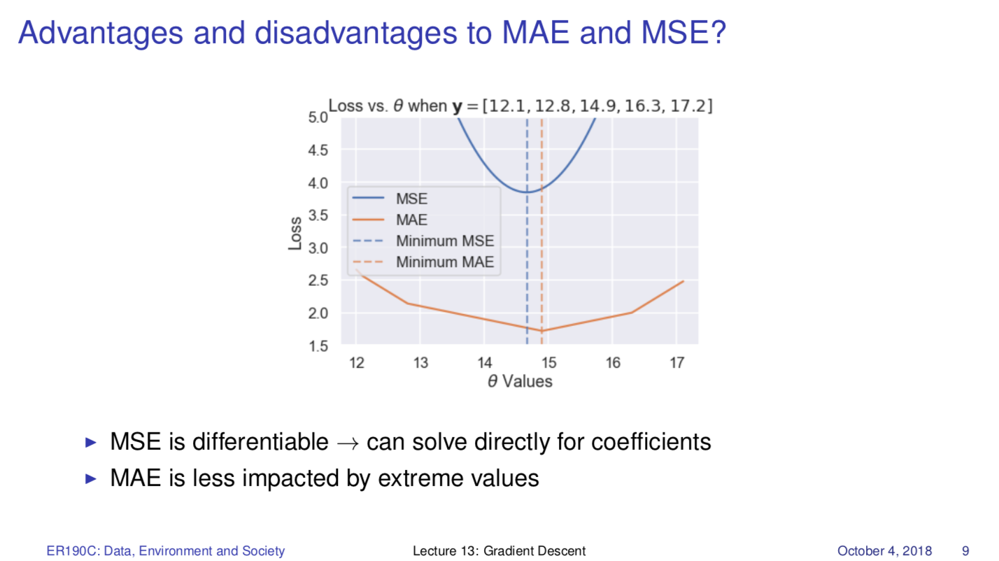 Advantages and disadvantages to MAE and MSE?
Loss vs. θ when y = [12.1, 12.8, 14.9, 16.3, 17.2]
5.0
4.5
4.0
3.5
3.0
2.5
2.0
1.5
Loss
MSE
MAE
Minimum MSE
Minimum MAE
12 13 14 15 16 17
θ Values
▶ MSE is differentiable → can solve directly for coefficients
▶ MAE is less impacted by extreme values
ER190C: Data, Environment and Society Lecture 13: Gradient Descent October 4, 2018 9